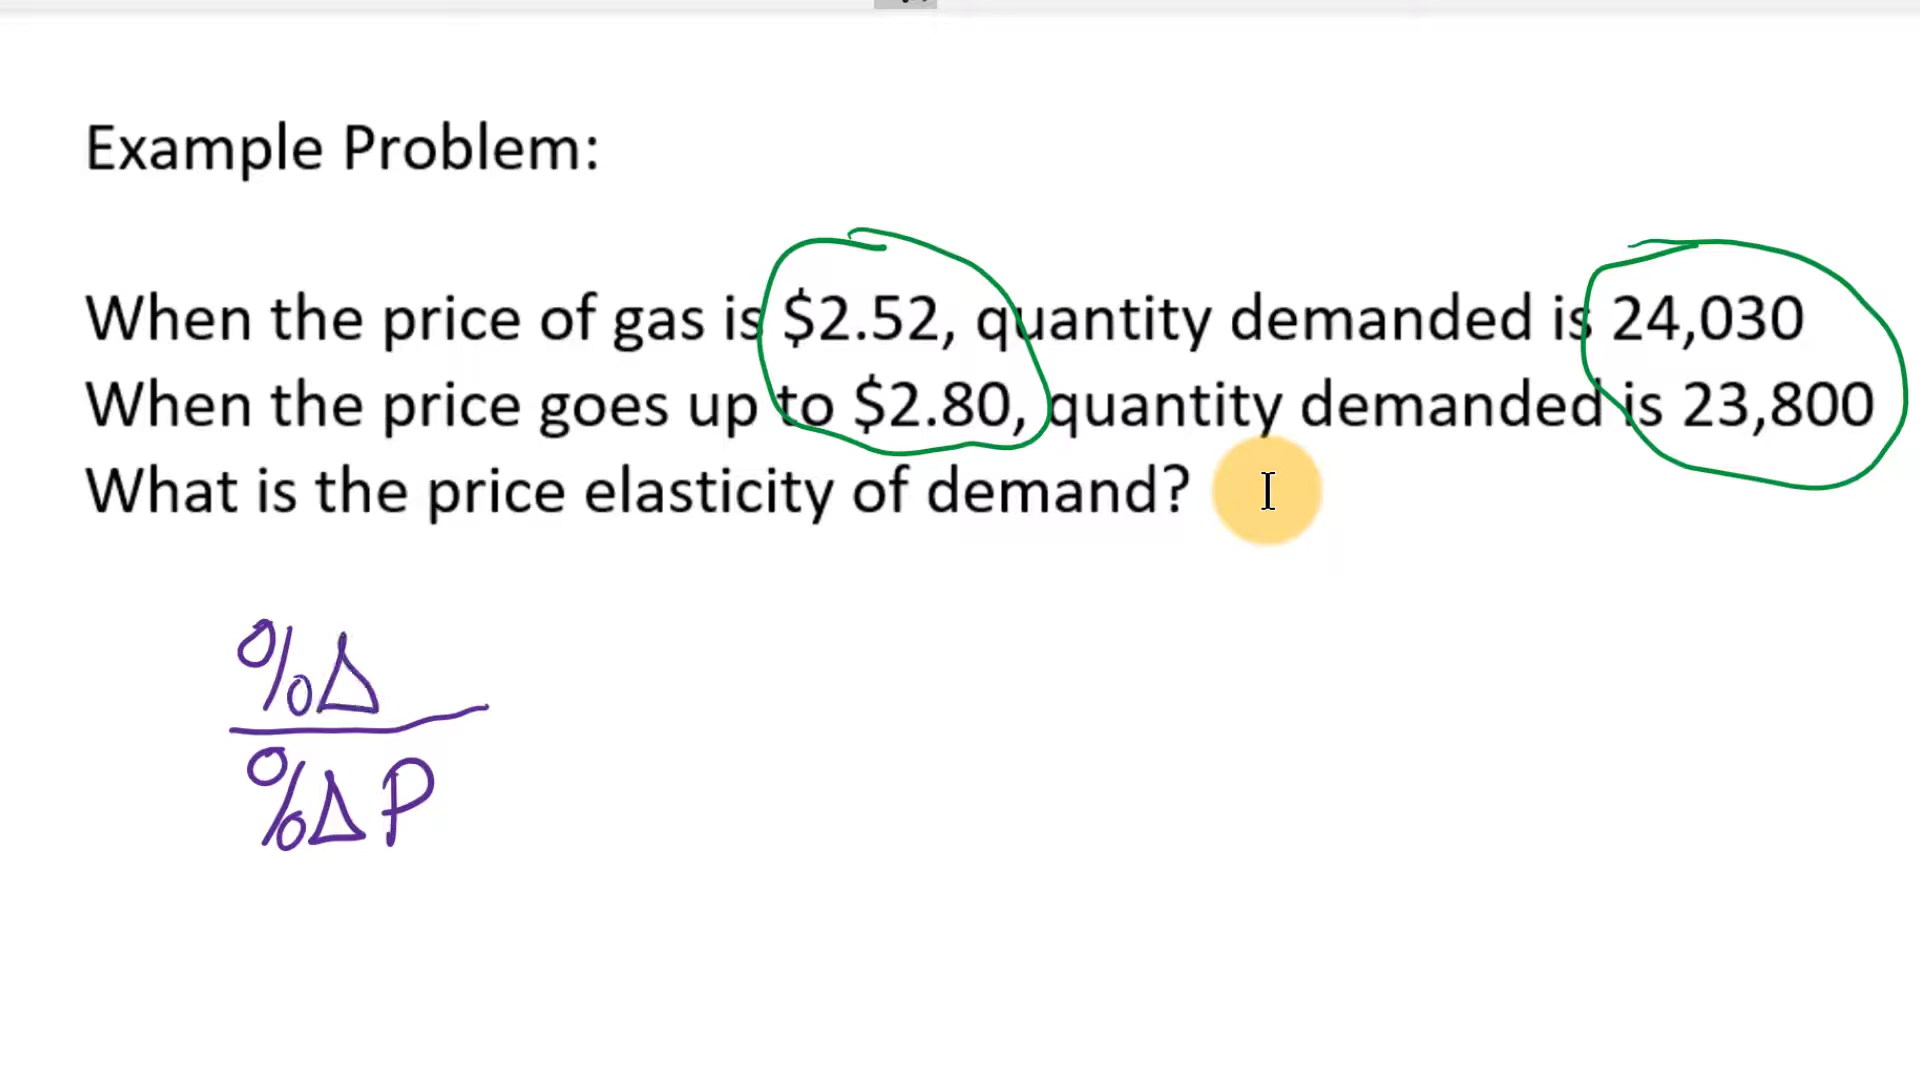 Example Problem:
When the price of gas is $2.52, quantity demanded is 24,030
When the price goes up to $2.80, quantity demanded is 23,800
What is the price elasticity of demand?
%Δ
%Δ P